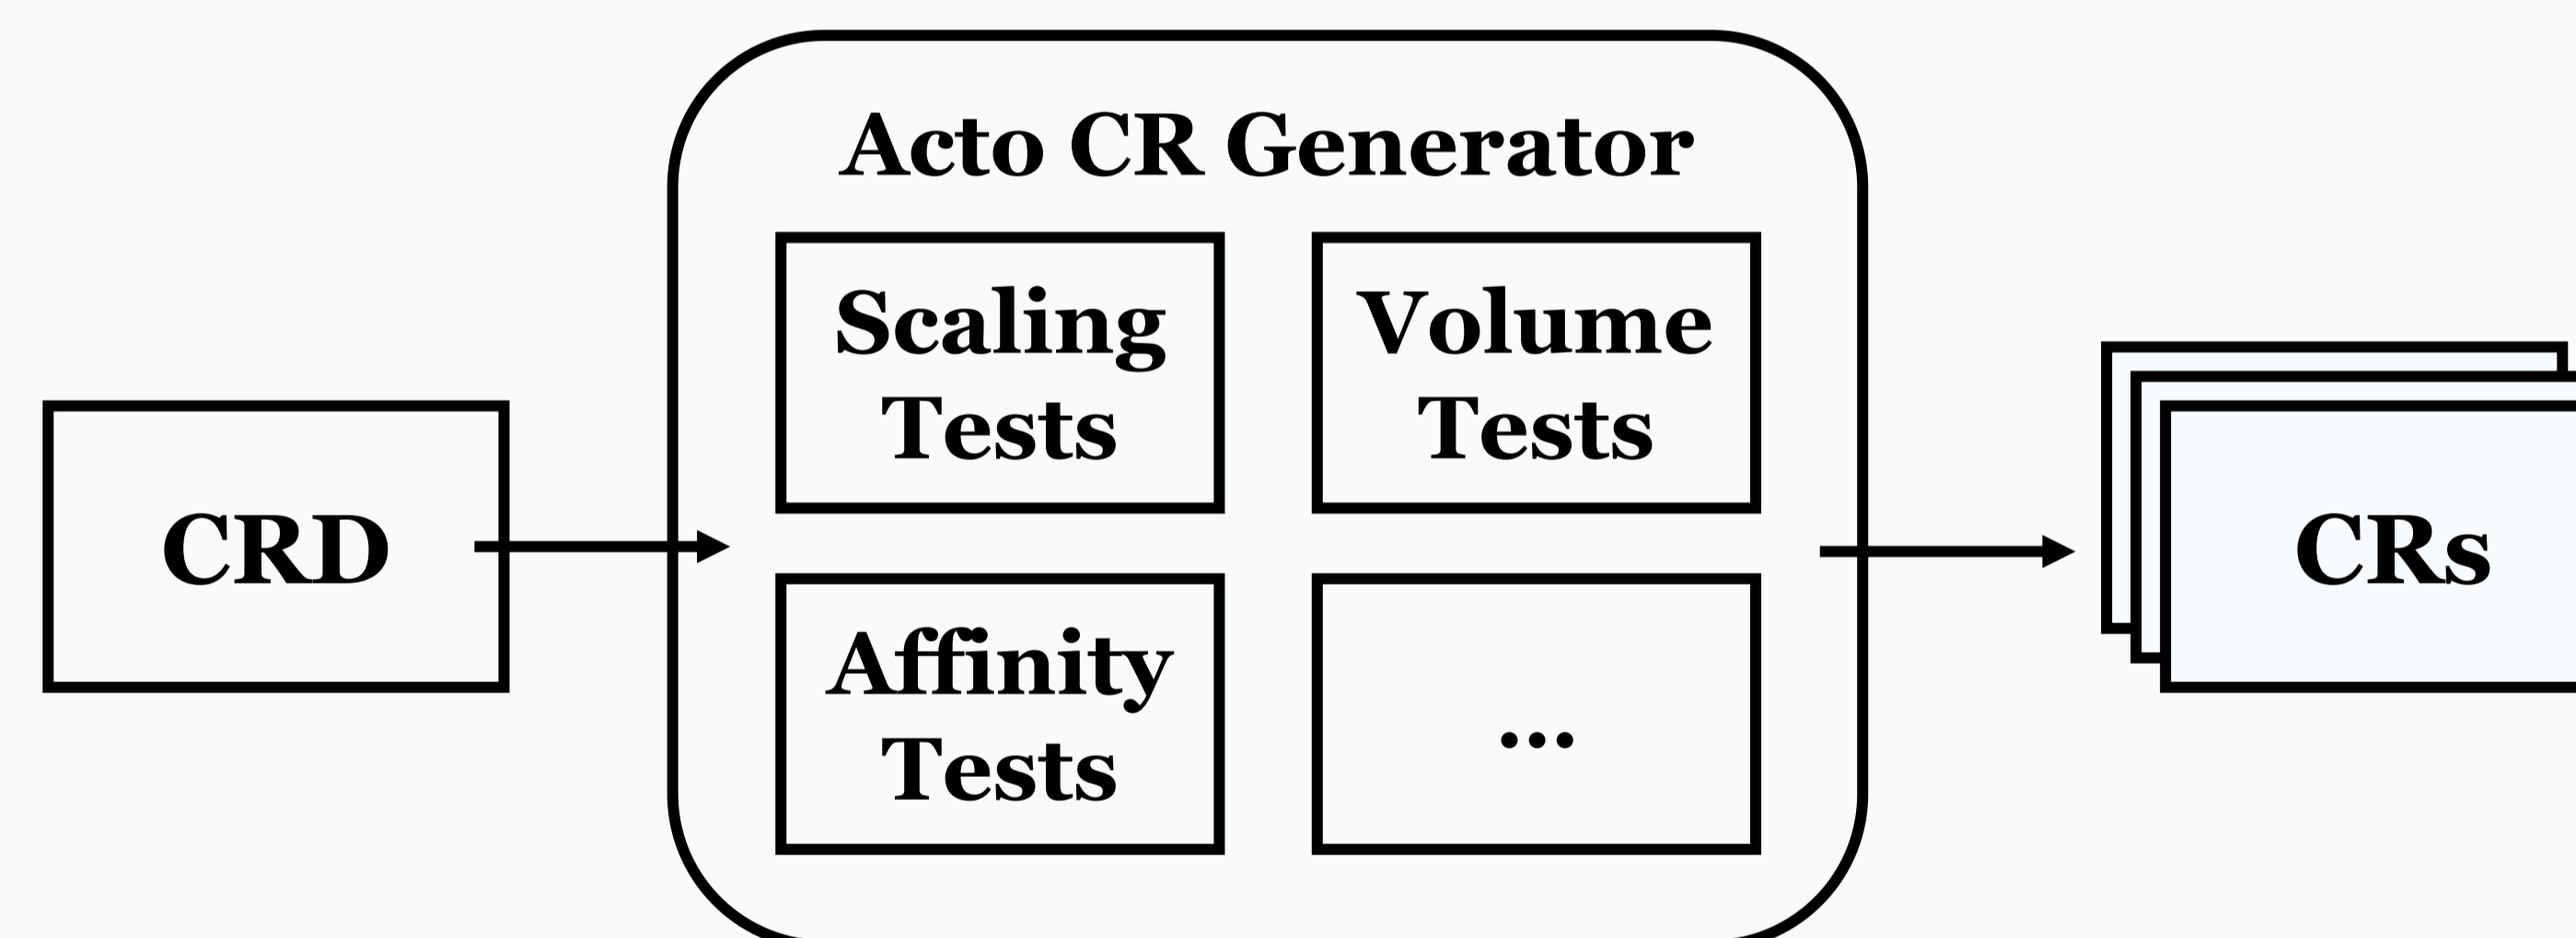 Acto CR Generator
Scaling
Tests
Volume
Tests
CRD
CRs
Affinity
Tests
...